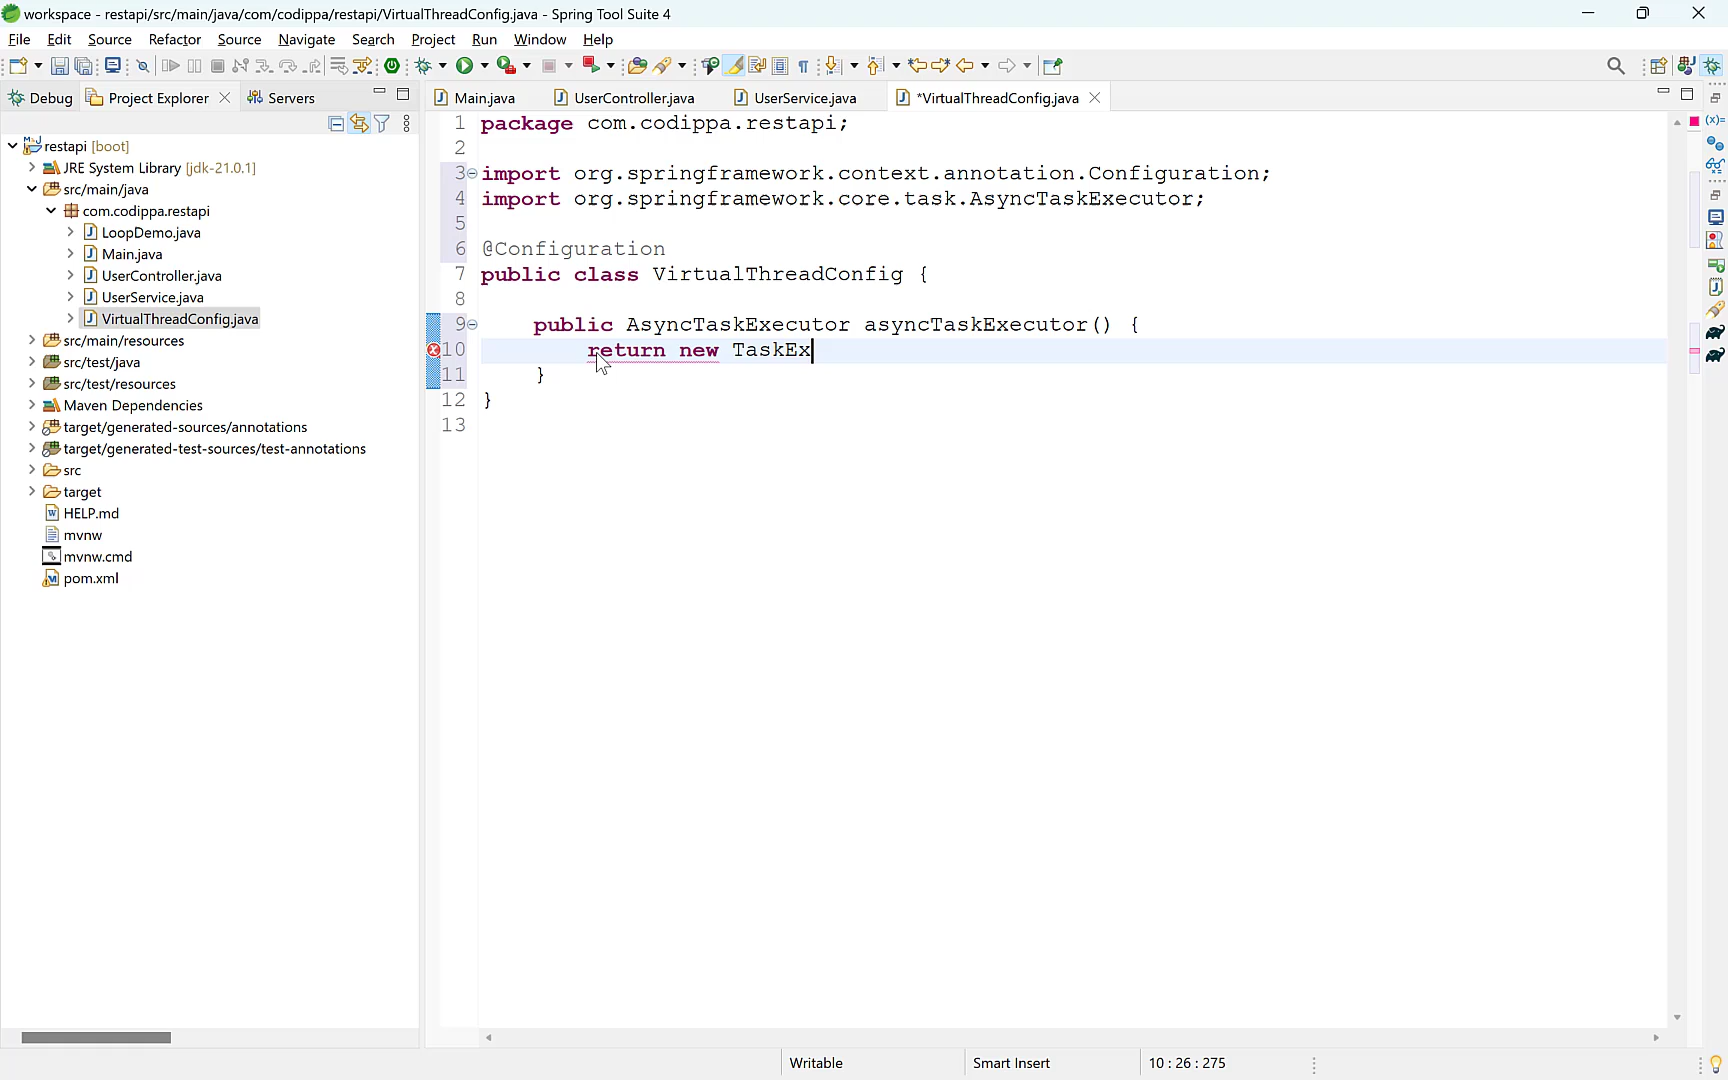 workspace - restapi/src/main/java/com/codippa/restapi/VirtualThreadConfig.java - Spring Tool Suite 4
File Edit Source Refactor Source Navigate Search Project Run Window Help
Debug Project Explorer Servers
Main.java UserController.java UserService.java *VirtualThreadConfig.java
restapi [boot]
JRE System Library [jdk-21.0.1]
src/main/java
com.codippa.restapi
LoopDemo.java
Main.java
UserController.java
UserService.java
VirtualThreadConfig.java
src/main/resources
src/test/java
src/test/resources
Maven Dependencies
target/generated-sources/annotations
target/generated-test-sources/test-annotations
src
target
HELP.md
mvnw
mvnw.cmd
pom.xml
1 package com.codippa.restapi;
2
3 import org.springframework.context.annotation.Configuration;
4 import org.springframework.core.task.AsyncTaskExecutor;
5
6 @Configuration
7 public class VirtualThreadConfig {
8
9 public AsyncTaskExecutor asyncTaskExecutor() {
10 return new TaskEx
11 }
12 }
13
Writable Smart Insert 10 : 26 : 275